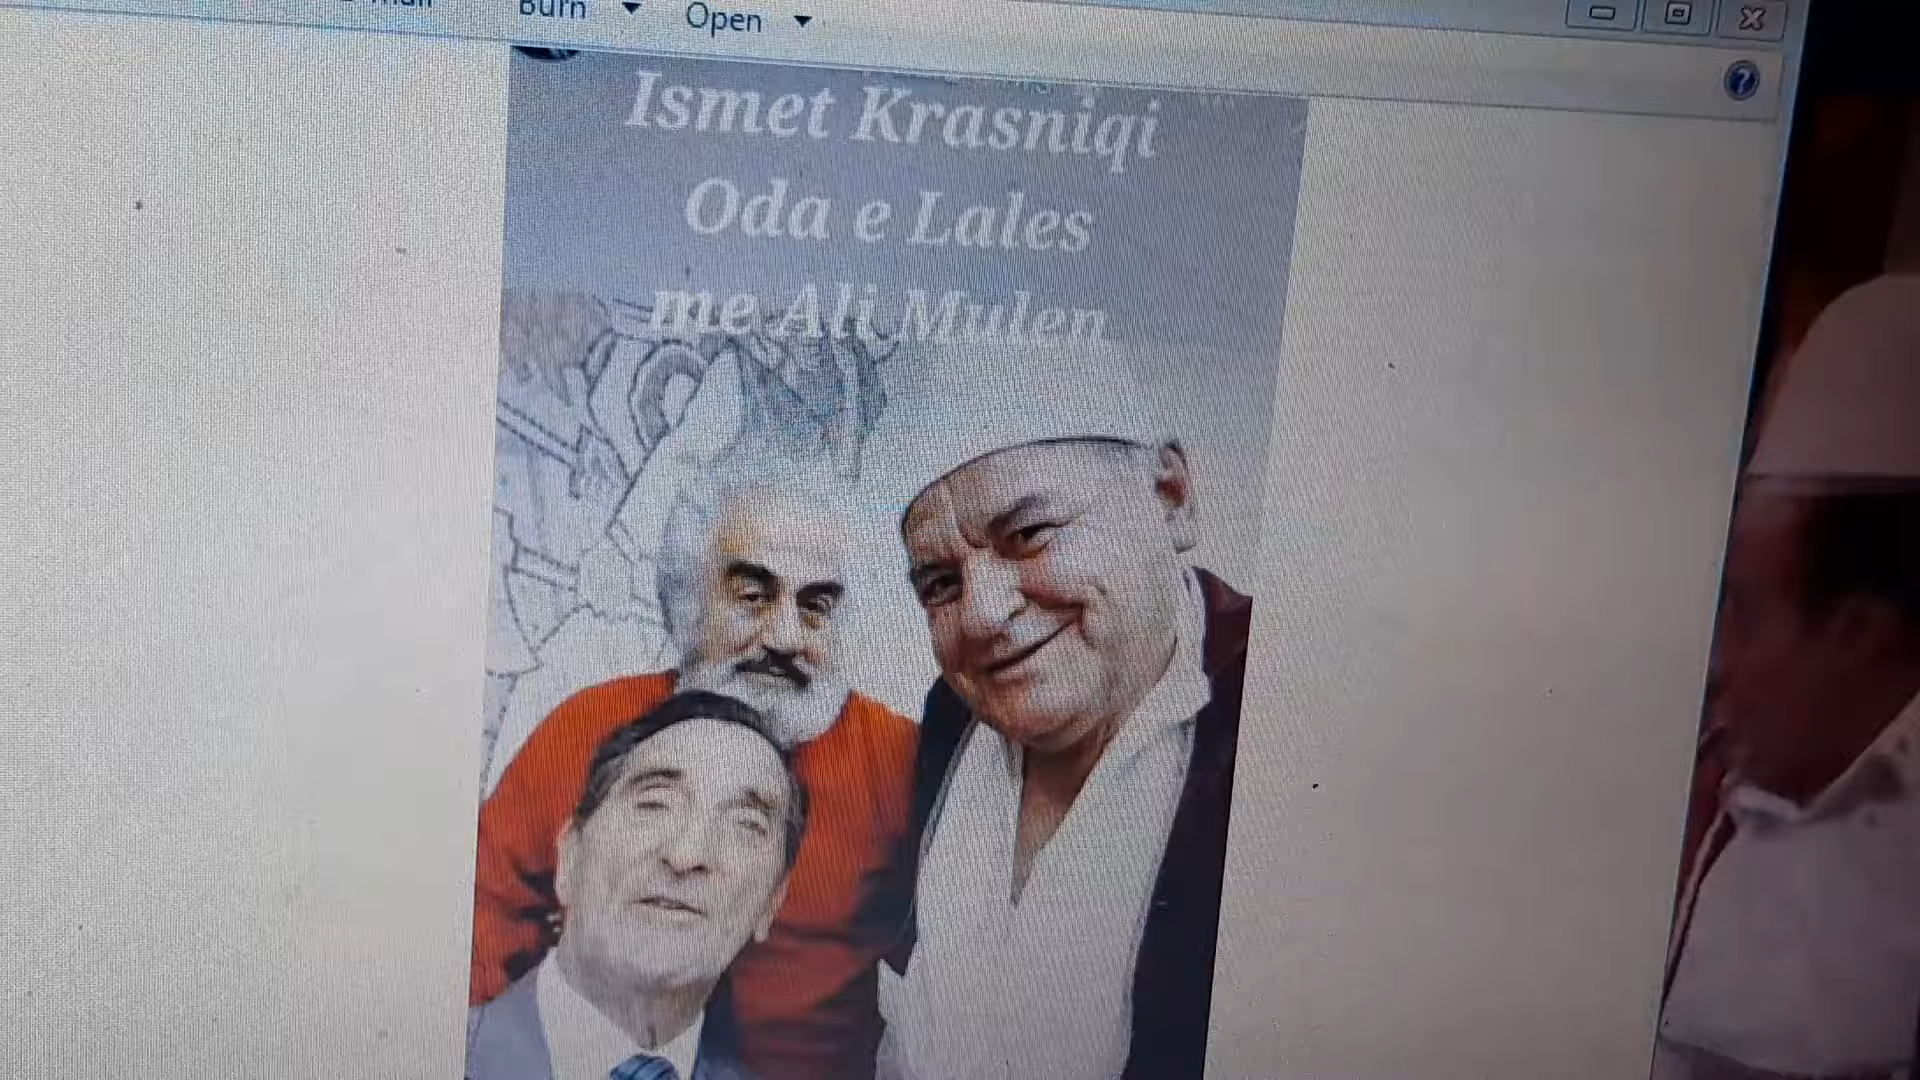 Burn Open
Ismet Krasniqi
Oda e Lales
me Ali Mulen